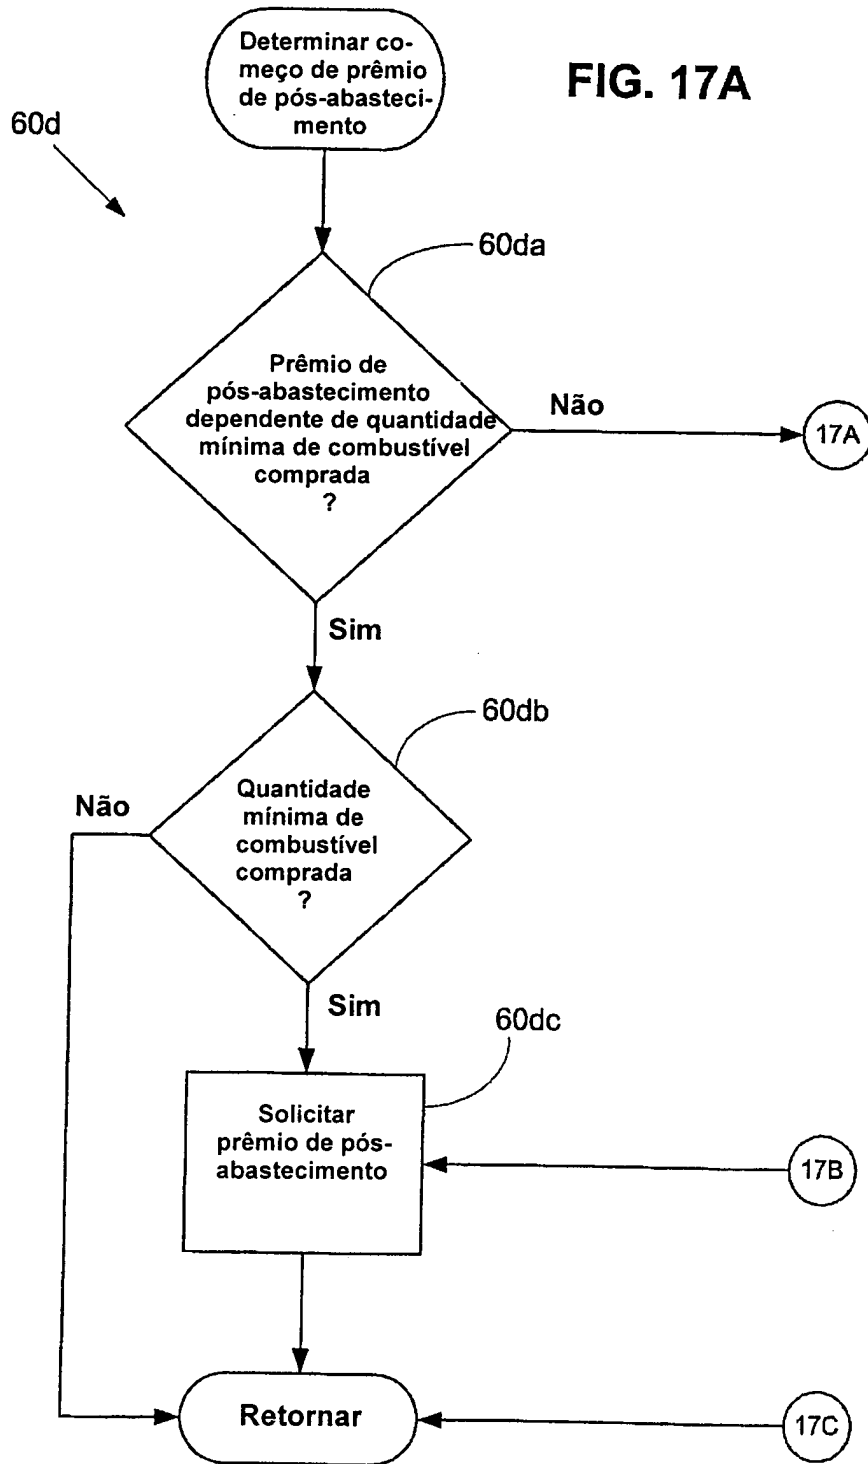 Determinar co-
meço de prêmio
de pós-abasteci-
mento
FIG. 17A
60d
60da
Prêmio de
pós-abastecimento
dependente de quantidade
mínima de combustível
comprada
?
Não
17A
Sim
60db
Quantidade
mínima de
combustível
comprada
?
Não
Sim
60dc
Solicitar
prêmio de pós-
abastecimento
17B
Retornar
17C